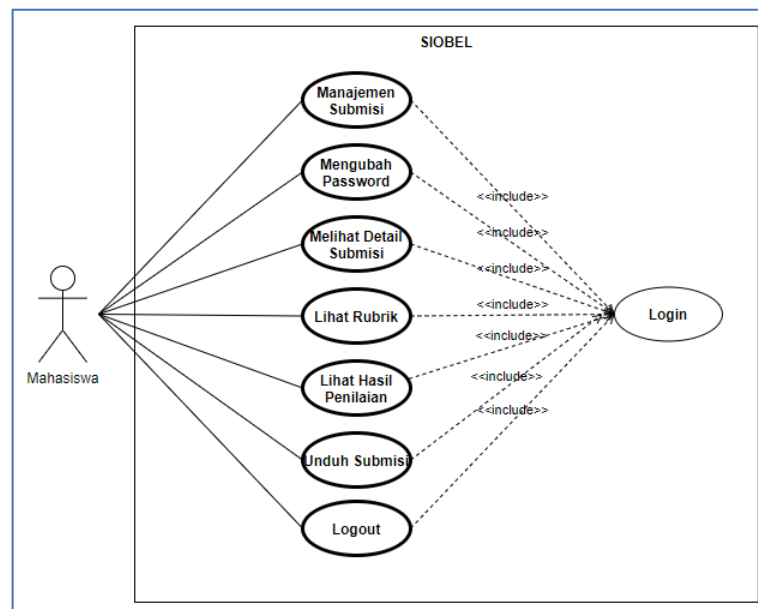 SIOBEL
Manajemen
Submisi
Mengubah
Password
<<include>>
<<include>>
Melihat Detail
Submisi
<<include>>
Lihat Rubrik
<<include>>
Login
<<include>>
Mahasiswa
Lihat Hasil
Penilaian
<<include>>
<<include>>
Unduh Submisi
Logout